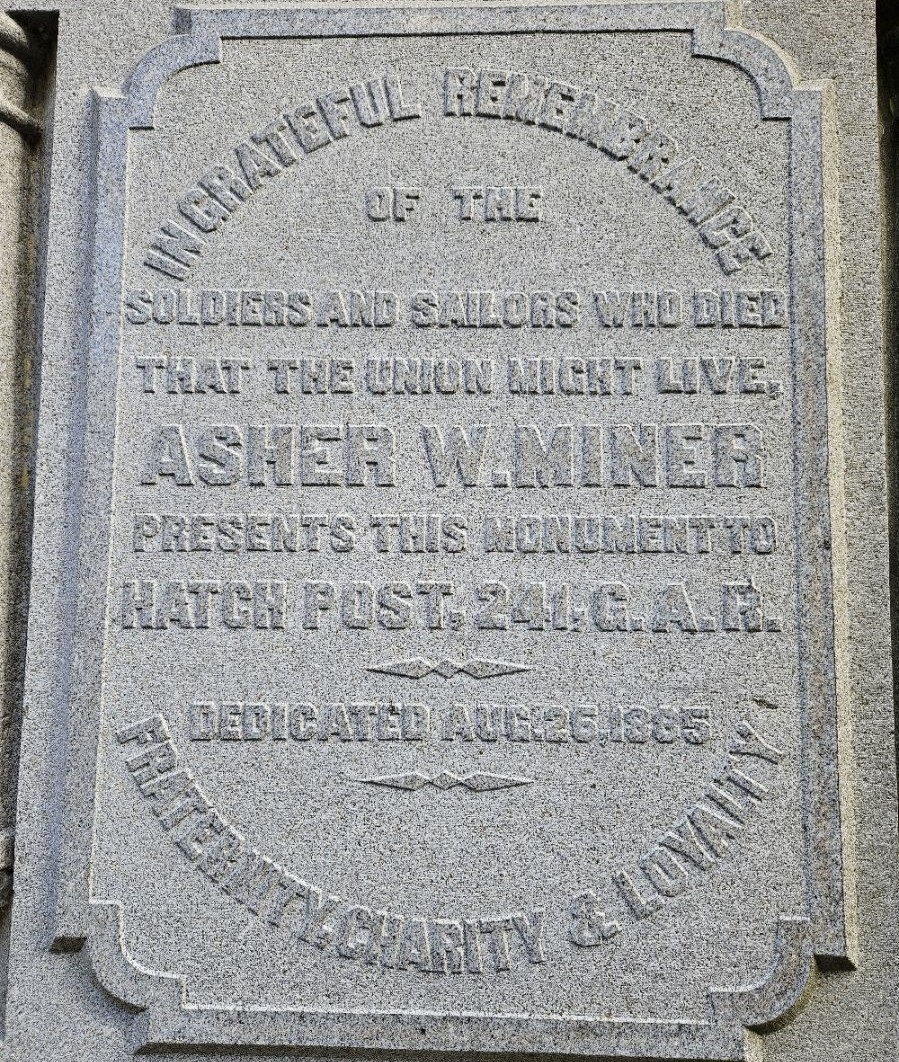 IN GRATEFUL REMEMBRANCE
OF THE
SOLDIERS AND SAILORS WHO DIED
THAT THE UNION MIGHT LIVE,
ASHER W. MINER
PRESENTS THIS MONUMENT TO
HATCH POST, 241, G. A. R.
DEDICATED AUG. 26, 1885
FRATERNITY, CHARITY & LOYALTY